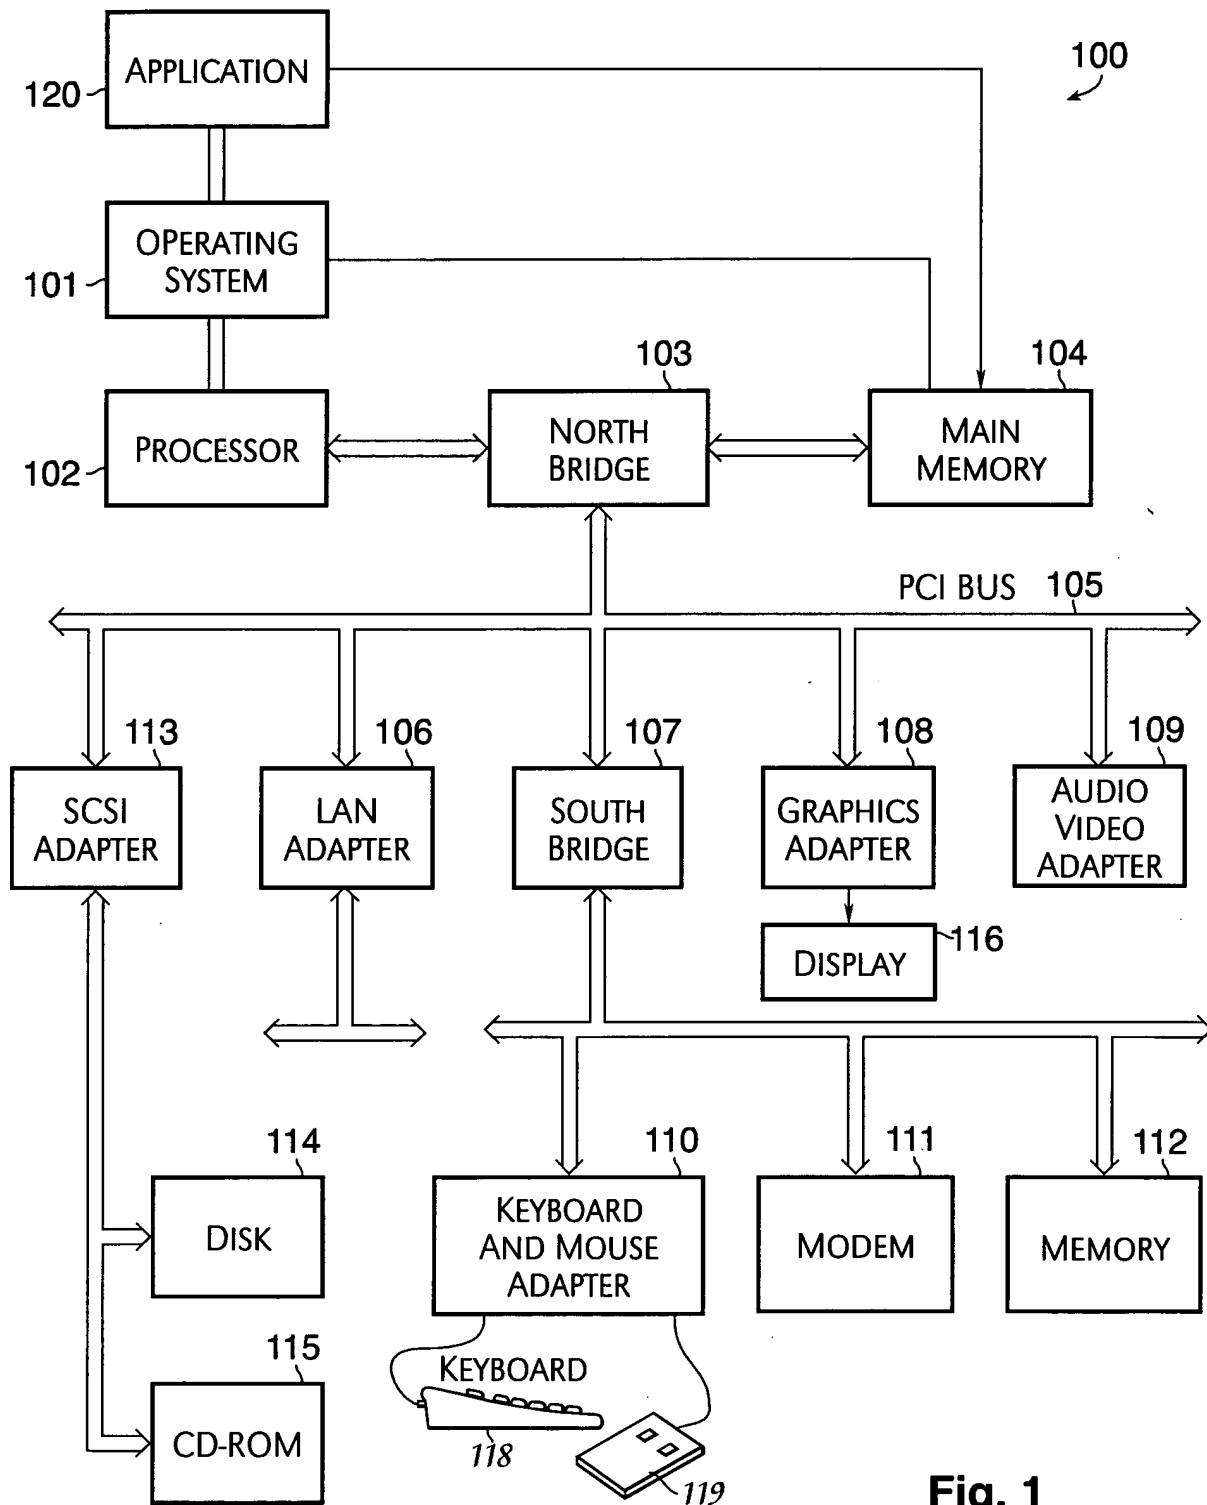 APPLICATION
120
100
OPERATING
SYSTEM
101
103
104
PROCESSOR
102
NORTH
BRIDGE
MAIN
MEMORY
PCI BUS 105
113
106
107
108
109
SCSI
ADAPTER
LAN
ADAPTER
SOUTH
BRIDGE
GRAPHICS
ADAPTER
AUDIO
VIDEO
ADAPTER
116
DISPLAY
114
110
111
112
DISK
KEYBOARD
AND MOUSE
ADAPTER
MODEM
MEMORY
115
KEYBOARD
CD-ROM
118
119
Fig. 1